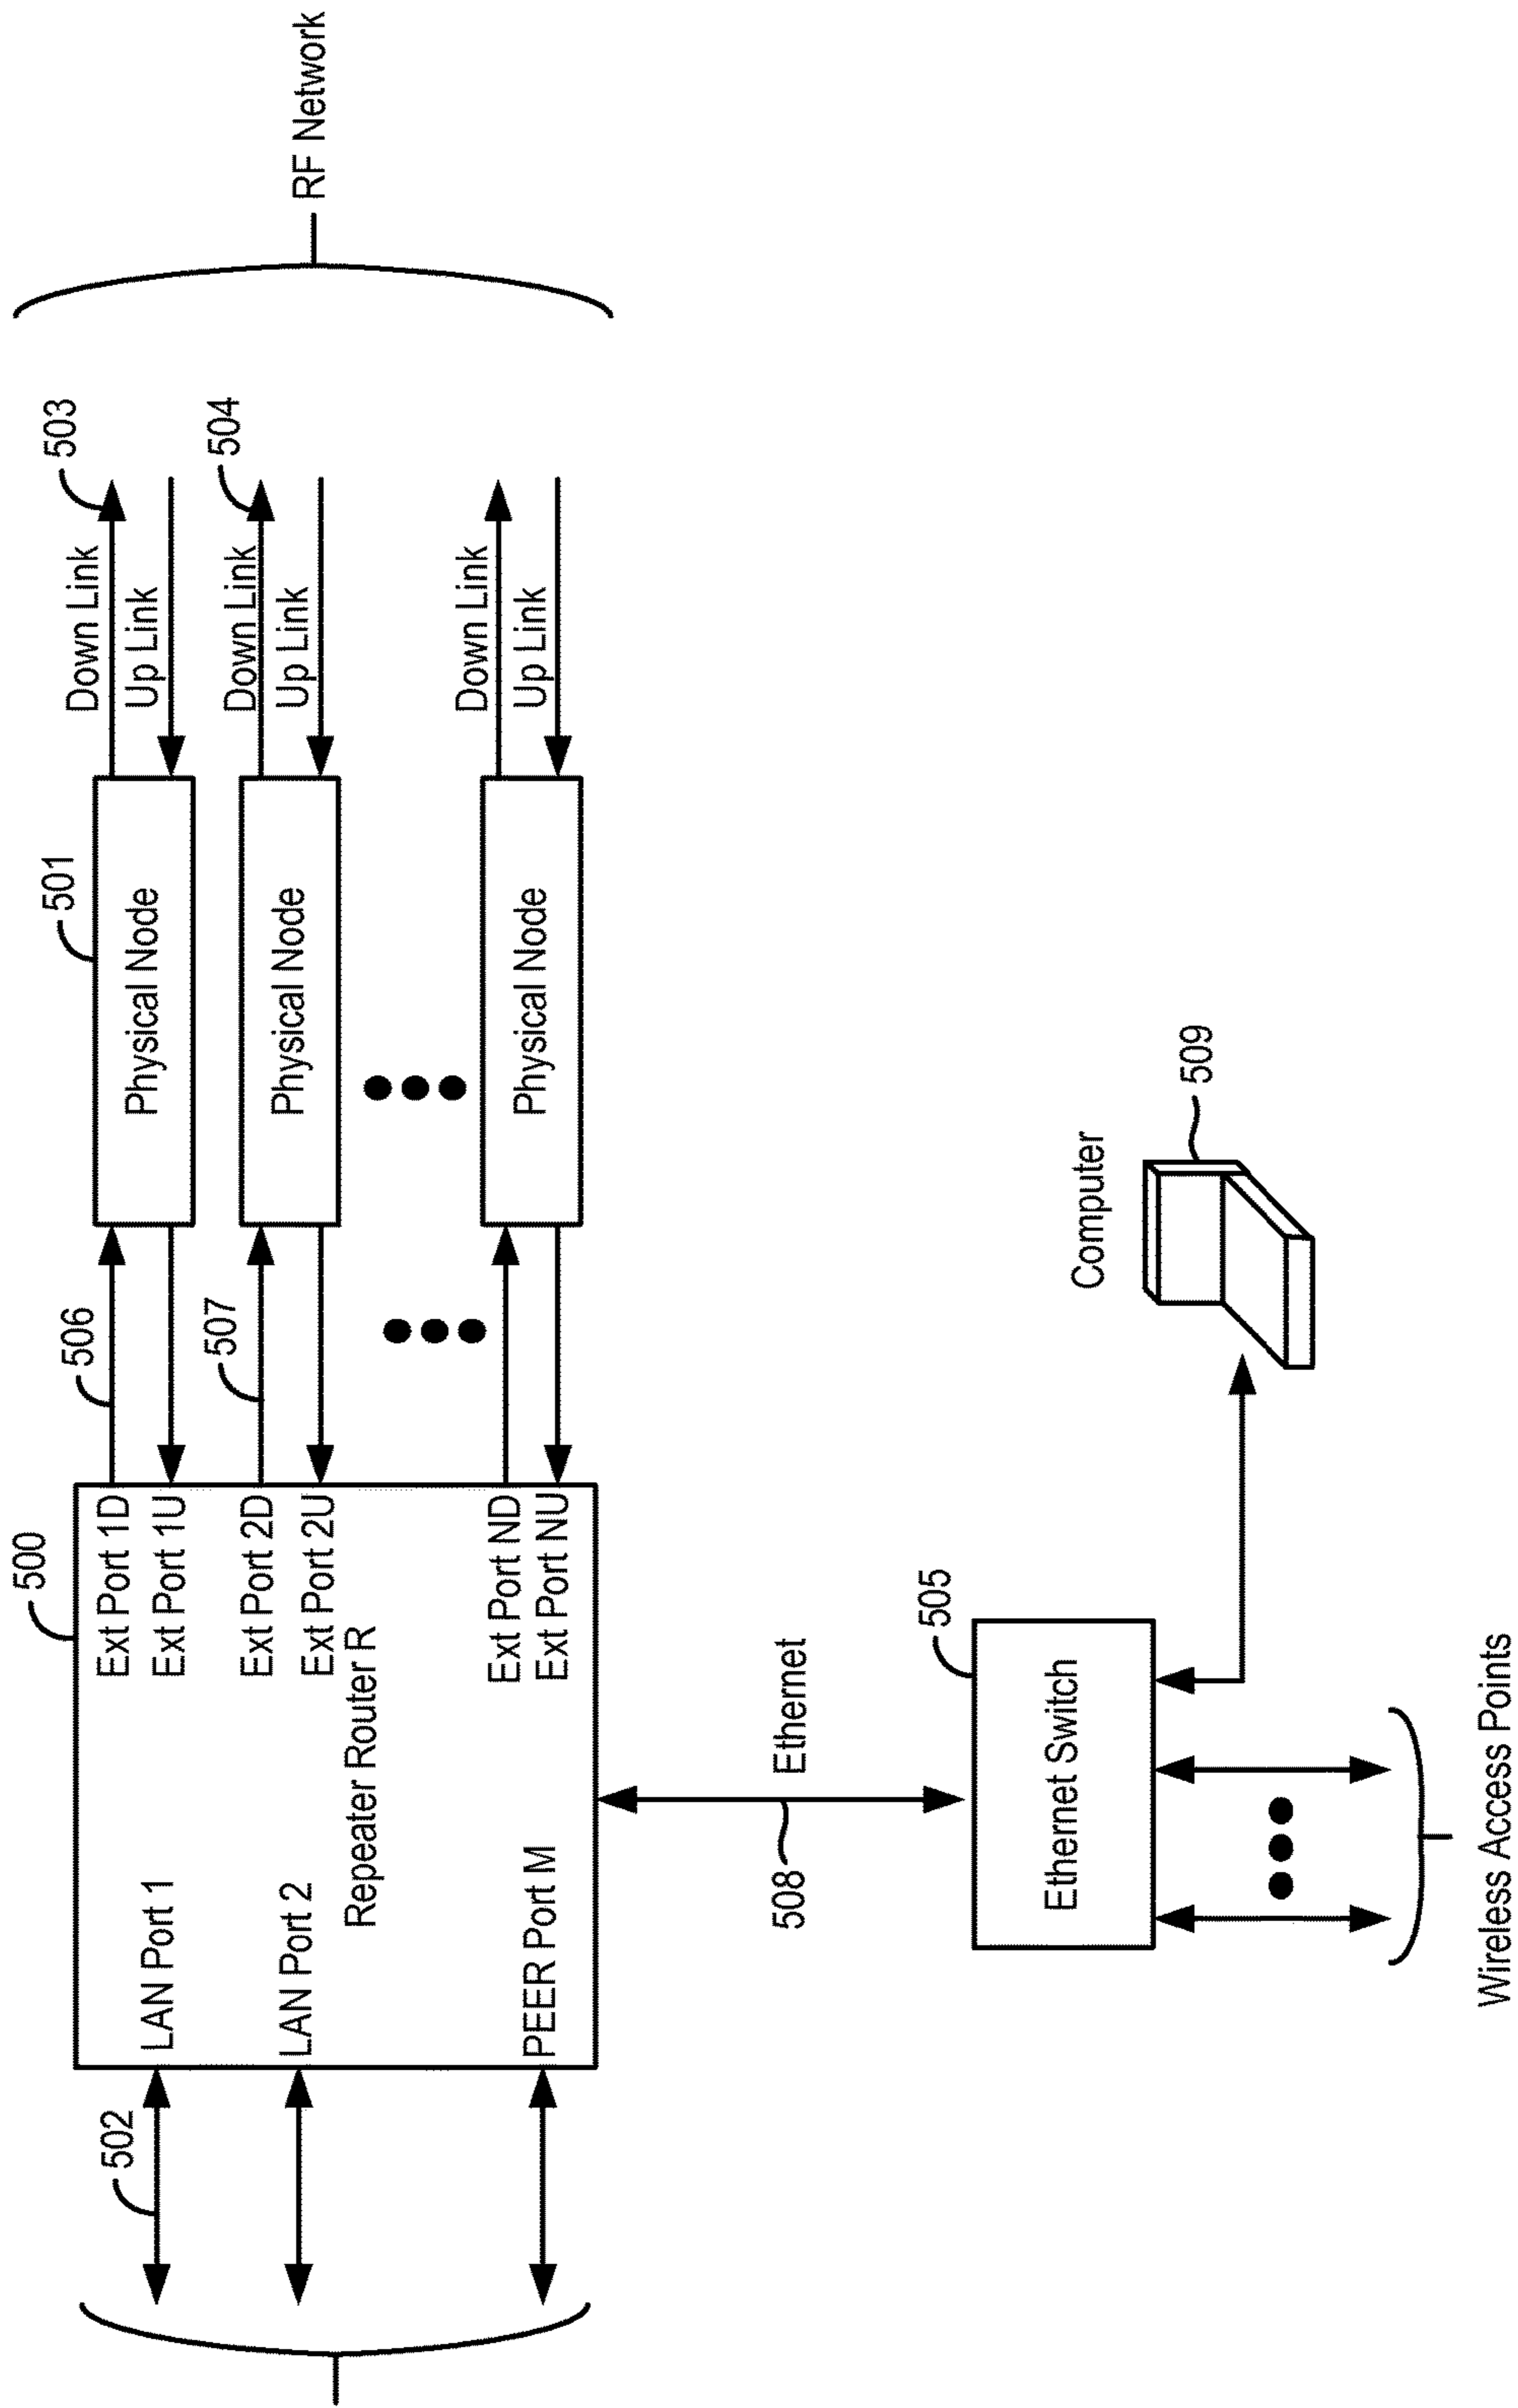 500
506
501
503
LAN Port 1
Ext Port 1D
Ext Port 1U
Physical Node
Down Link
Up Link
502
507
504
LAN Port 2
Ext Port 2D
Ext Port 2U
Physical Node
Down Link
Up Link
RF Network
Repeater Router R
PEER Port M
Ext Port ND
Ext Port NU
Physical Node
Down Link
Up Link
508
Ethernet
505
Ethernet Switch
Computer
509
Wireless Access Points